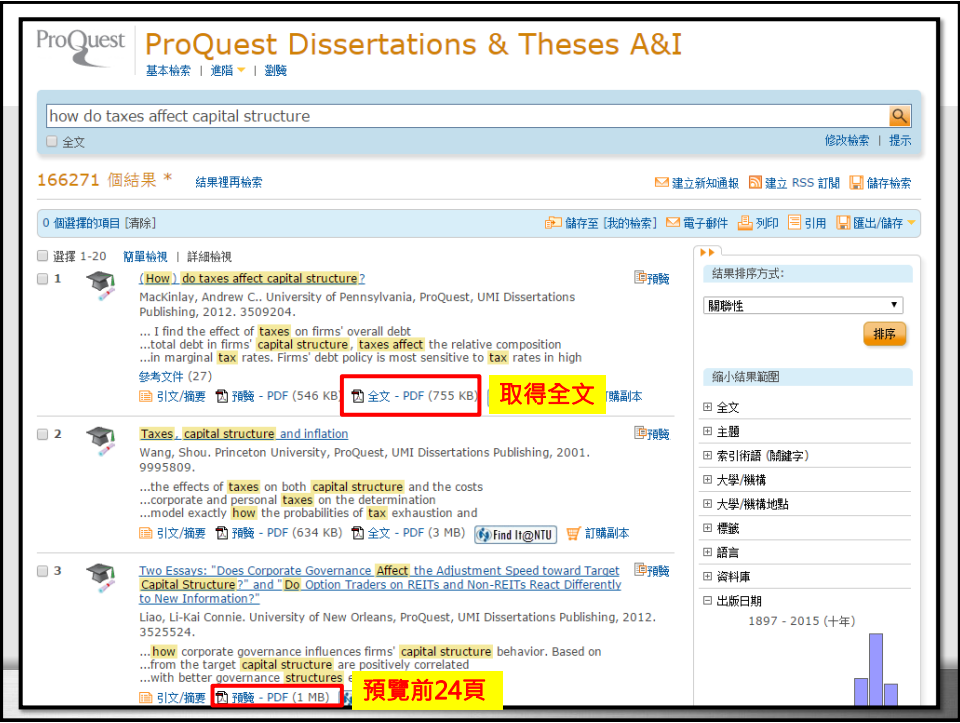 ProQuest
ProQuest Dissertations & Theses A&I
基本檢索 | 進階 | 瀏覽
how do taxes affect capital structure
全文
修改檢索 | 提示
166271 個結果 * 結果裡再檢索
建立新知通報 建立 RSS 訂閱 儲存檢索
0 個選擇的項目 [清除]
儲存至 [我的檢索] 電子郵件 列印 引用 匯出/儲存
選擇 1-20 簡單檢視 | 詳細檢視
1 (How) do taxes affect capital structure? 預覽
MacKinlay, Andrew C.. University of Pennsylvania, ProQuest, UMI Dissertations
Publishing, 2012. 3509204.
... I find the effect of taxes on firms' overall debt
...total debt in firms' capital structure, taxes affect the relative composition
...in marginal tax rates. Firms' debt policy is most sensitive to tax rates in high
參考文件 (27)
引文/摘要 預覽 - PDF (546 KB) 全文 - PDF (755 KB) 取得全文 訂購副本
2 Taxes, capital structure and inflation 預覽
Wang, Shou. Princeton University, ProQuest, UMI Dissertations Publishing, 2001.
9995809.
...the effects of taxes on both capital structure and the costs
...corporate and personal taxes on the determination
...model exactly how the probabilities of tax exhaustion and
引文/摘要 預覽 - PDF (634 KB) 全文 - PDF (3 MB) Find It@NTU 訂購副本
3 Two Essays: "Does Corporate Governance Affect the Adjustment Speed toward Target 預覽
Capital Structure?" and "Do Option Traders on REITs and Non-REITs React Differently
to New Information?"
Liao, Li-Kai Connie. University of New Orleans, ProQuest, UMI Dissertations Publishing, 2012.
3525524.
...how corporate governance influences firms' capital structure behavior. Based on
...from the target capital structure are positively correlated
...with better governance structures
引文/摘要 預覽 - PDF (1 MB) 預覽前24頁
結果排序方式:
關聯性
排序
縮小結果範圍
全文
主題
索引術語 (關鍵字)
大學/機構
大學/機構地點
標籤
語言
資料庫
出版日期
1897 - 2015 (十年)